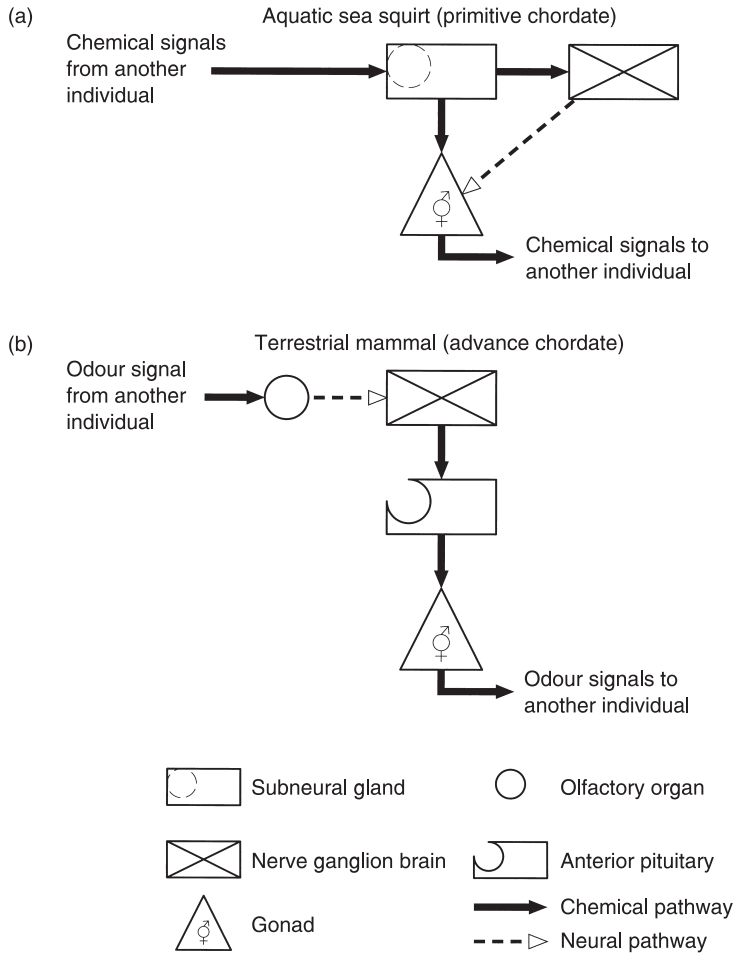 (a) Aquatic sea squirt (primitive chordate)
Chemical signals
from another
individual
Chemical signals to
another individual
(b) Terrestrial mammal (advance chordate)
Odour signal
from another
individual
Odour signals to
another individual
Subneural gland
Olfactory organ
Nerve ganglion brain
Anterior pituitary
Gonad
Chemical pathway
Neural pathway